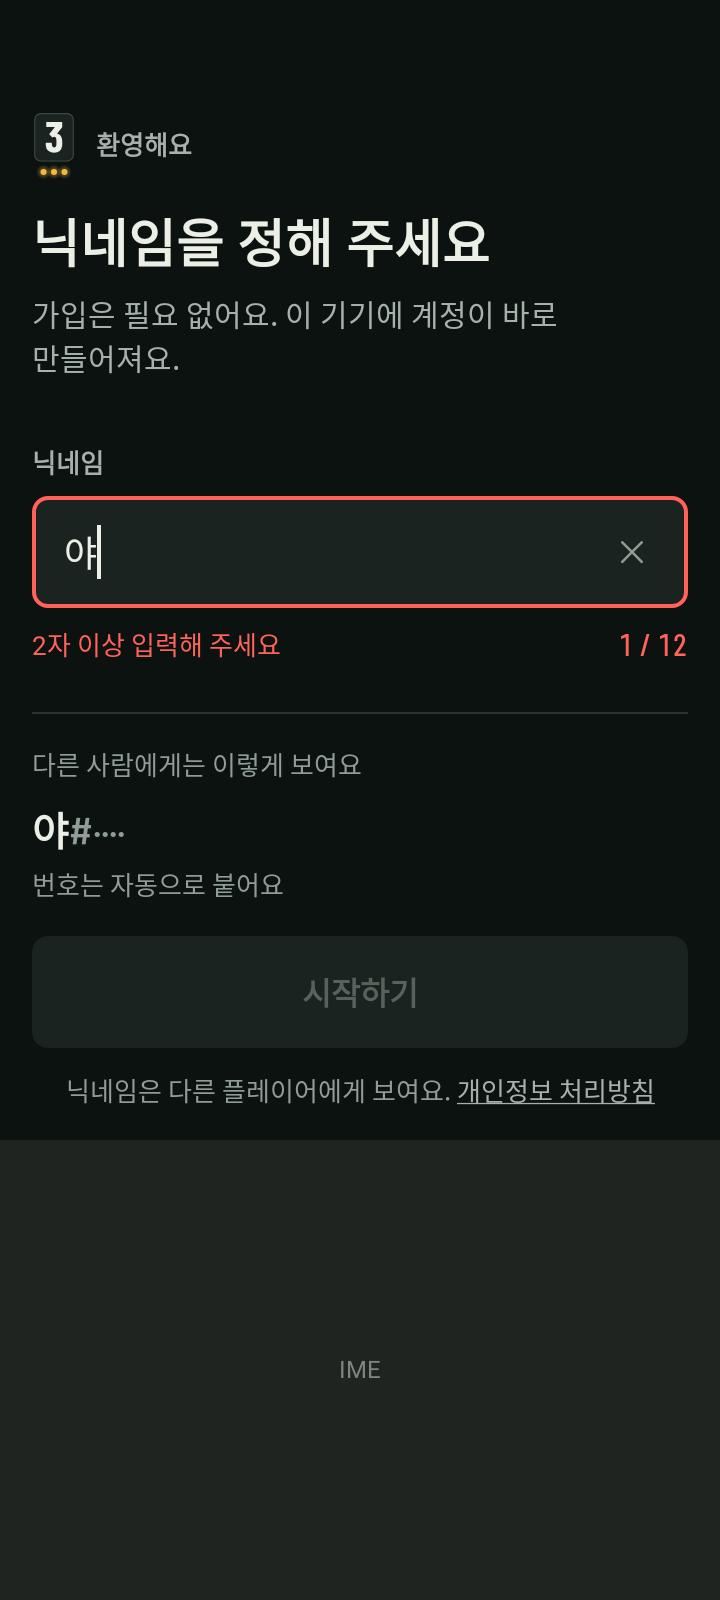 3 환영해요
닉네임을 정해 주세요
가입은 필요 없어요. 이 기기에 계정이 바로
만들어져요.
닉네임
야
2자 이상 입력해 주세요 1 / 12
다른 사람에게는 이렇게 보여요
야#····
번호는 자동으로 붙어요
시작하기
닉네임은 다른 플레이어에게 보여요. 개인정보 처리방침
IME